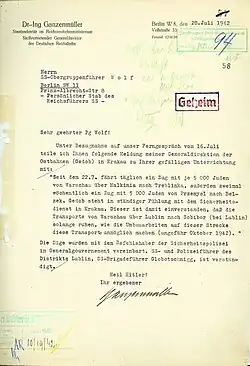 Dr.-Ing Ganzenmüller
Staatssekretär im Reichsverkehrsministerium
Stellvertretender Generaldirektor
der Deutschen Reichsbahn
Berlin W 8, 28. Juli 1942
Voßstraße
94
58
Herrn
SS-Obergruppenführer W o l f
Berlin SW 11
Prinz-Albrecht-Str 8
- Persönlicher Stab des
Reichsführers SS -
Geheim
Sehr geehrter Pg Wolf!
Unter Bezugnahme auf unser Ferngespräch vom 16.Juli
teile ich Ihnen folgende Meldung meiner Generaldirektion der
Ostbahnen (Gedob) in Krakau zu Ihrer gefälligen Unterrichtung
mit:
"Seit dem 22.7. fährt täglich ein Zug mit je 5 000 Juden
von Warschau über Malkinia nach Treblinka, außerdem zweimal
wöchentlich ein Zug mit 5 000 Juden von Przemysl nach Bel-
zek. Gedob steht in ständiger Fühlung mit dem Sicherheits-
dienst in Krakau. Dieser ist damit einverstanden, daß die
Transporte von Warschau über Lublin nach Sobibor (bei Lublin)
solange ruhen, wie die Umbauarbeiten auf dieser Strecke
diese Transporte unmöglich machen (ungefähr Oktober 1942)."
Die Züge wurden mit dem Befehlshaber der Sicherheitspolizei
im Generalgouvernement vereinbart. SS- und Polizeiführer des
Distrikts Lublin, SS-Brigadeführer Globotschnigg, ist verstän-
digt.
Heil Hitler!
Ihr ergebener
Ganzenmüller